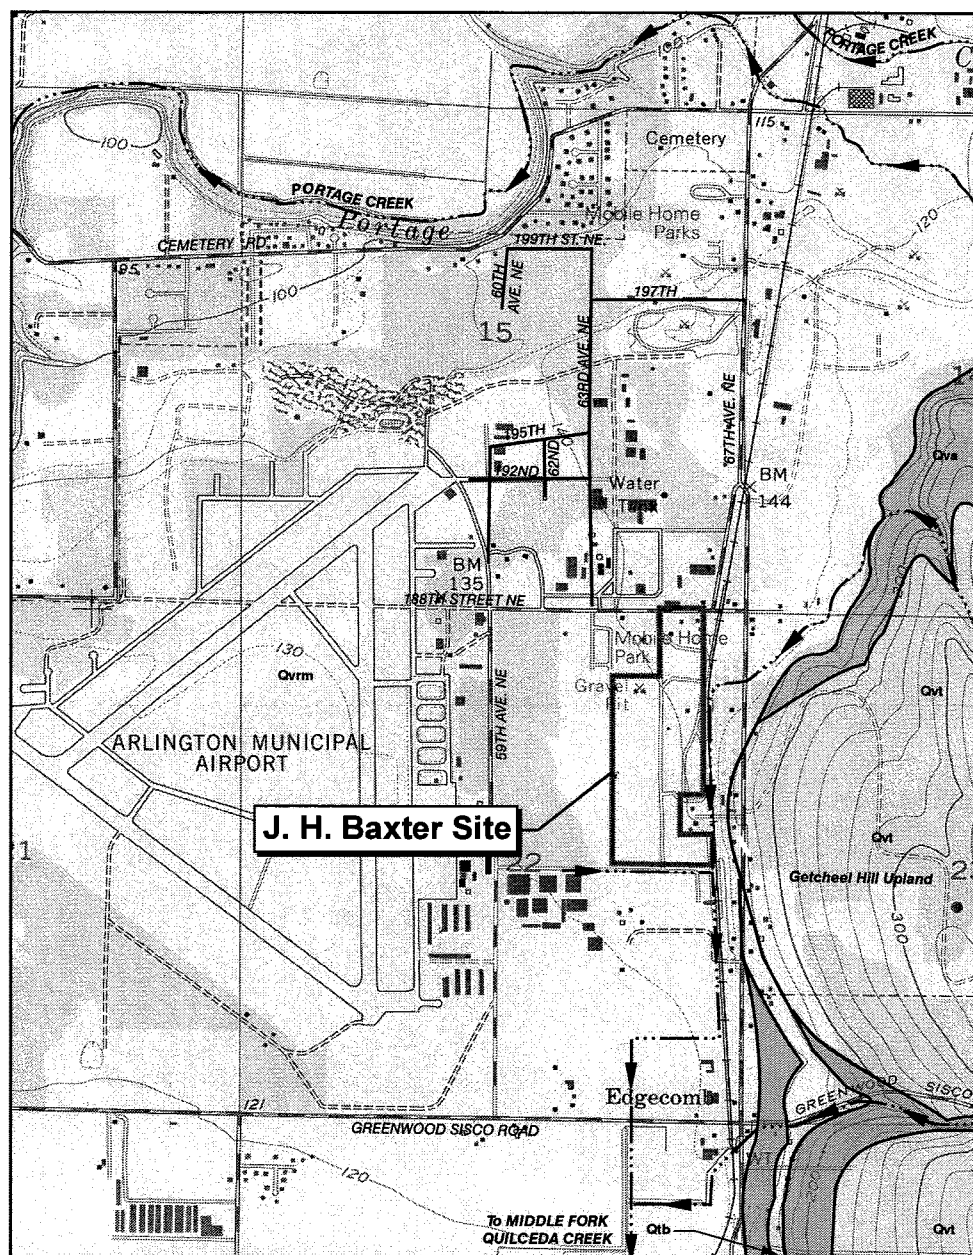 PORTAGE CREEK
100
C
115
Cemetery
100
PORTAGE CREEK
Portage
Mobile Home
Parks
120
CEMETERY RD.
199TH ST. NE
95
100
60TH
AVE. NE
197TH
15
63RD AVE. NE
67TH AVE. NE
195TH
192ND
62ND
Water
Tank
BM
144
Qva
BM
135
188TH STREET NE
Mobile Home
Park
130
Qvrm
Gravel
Pit
Qvt
59TH AVE. NE
ARLINGTON MUNICIPAL
AIRPORT
J. H. Baxter Site
22
Qvt
Getcheel Hill Upland
300
Edgecomb
GREENWOOD SISCO
121
GREENWOOD SISCO ROAD
120
200
To MIDDLE FORK
QUILCEDA CREEK
Qtb
Qvt